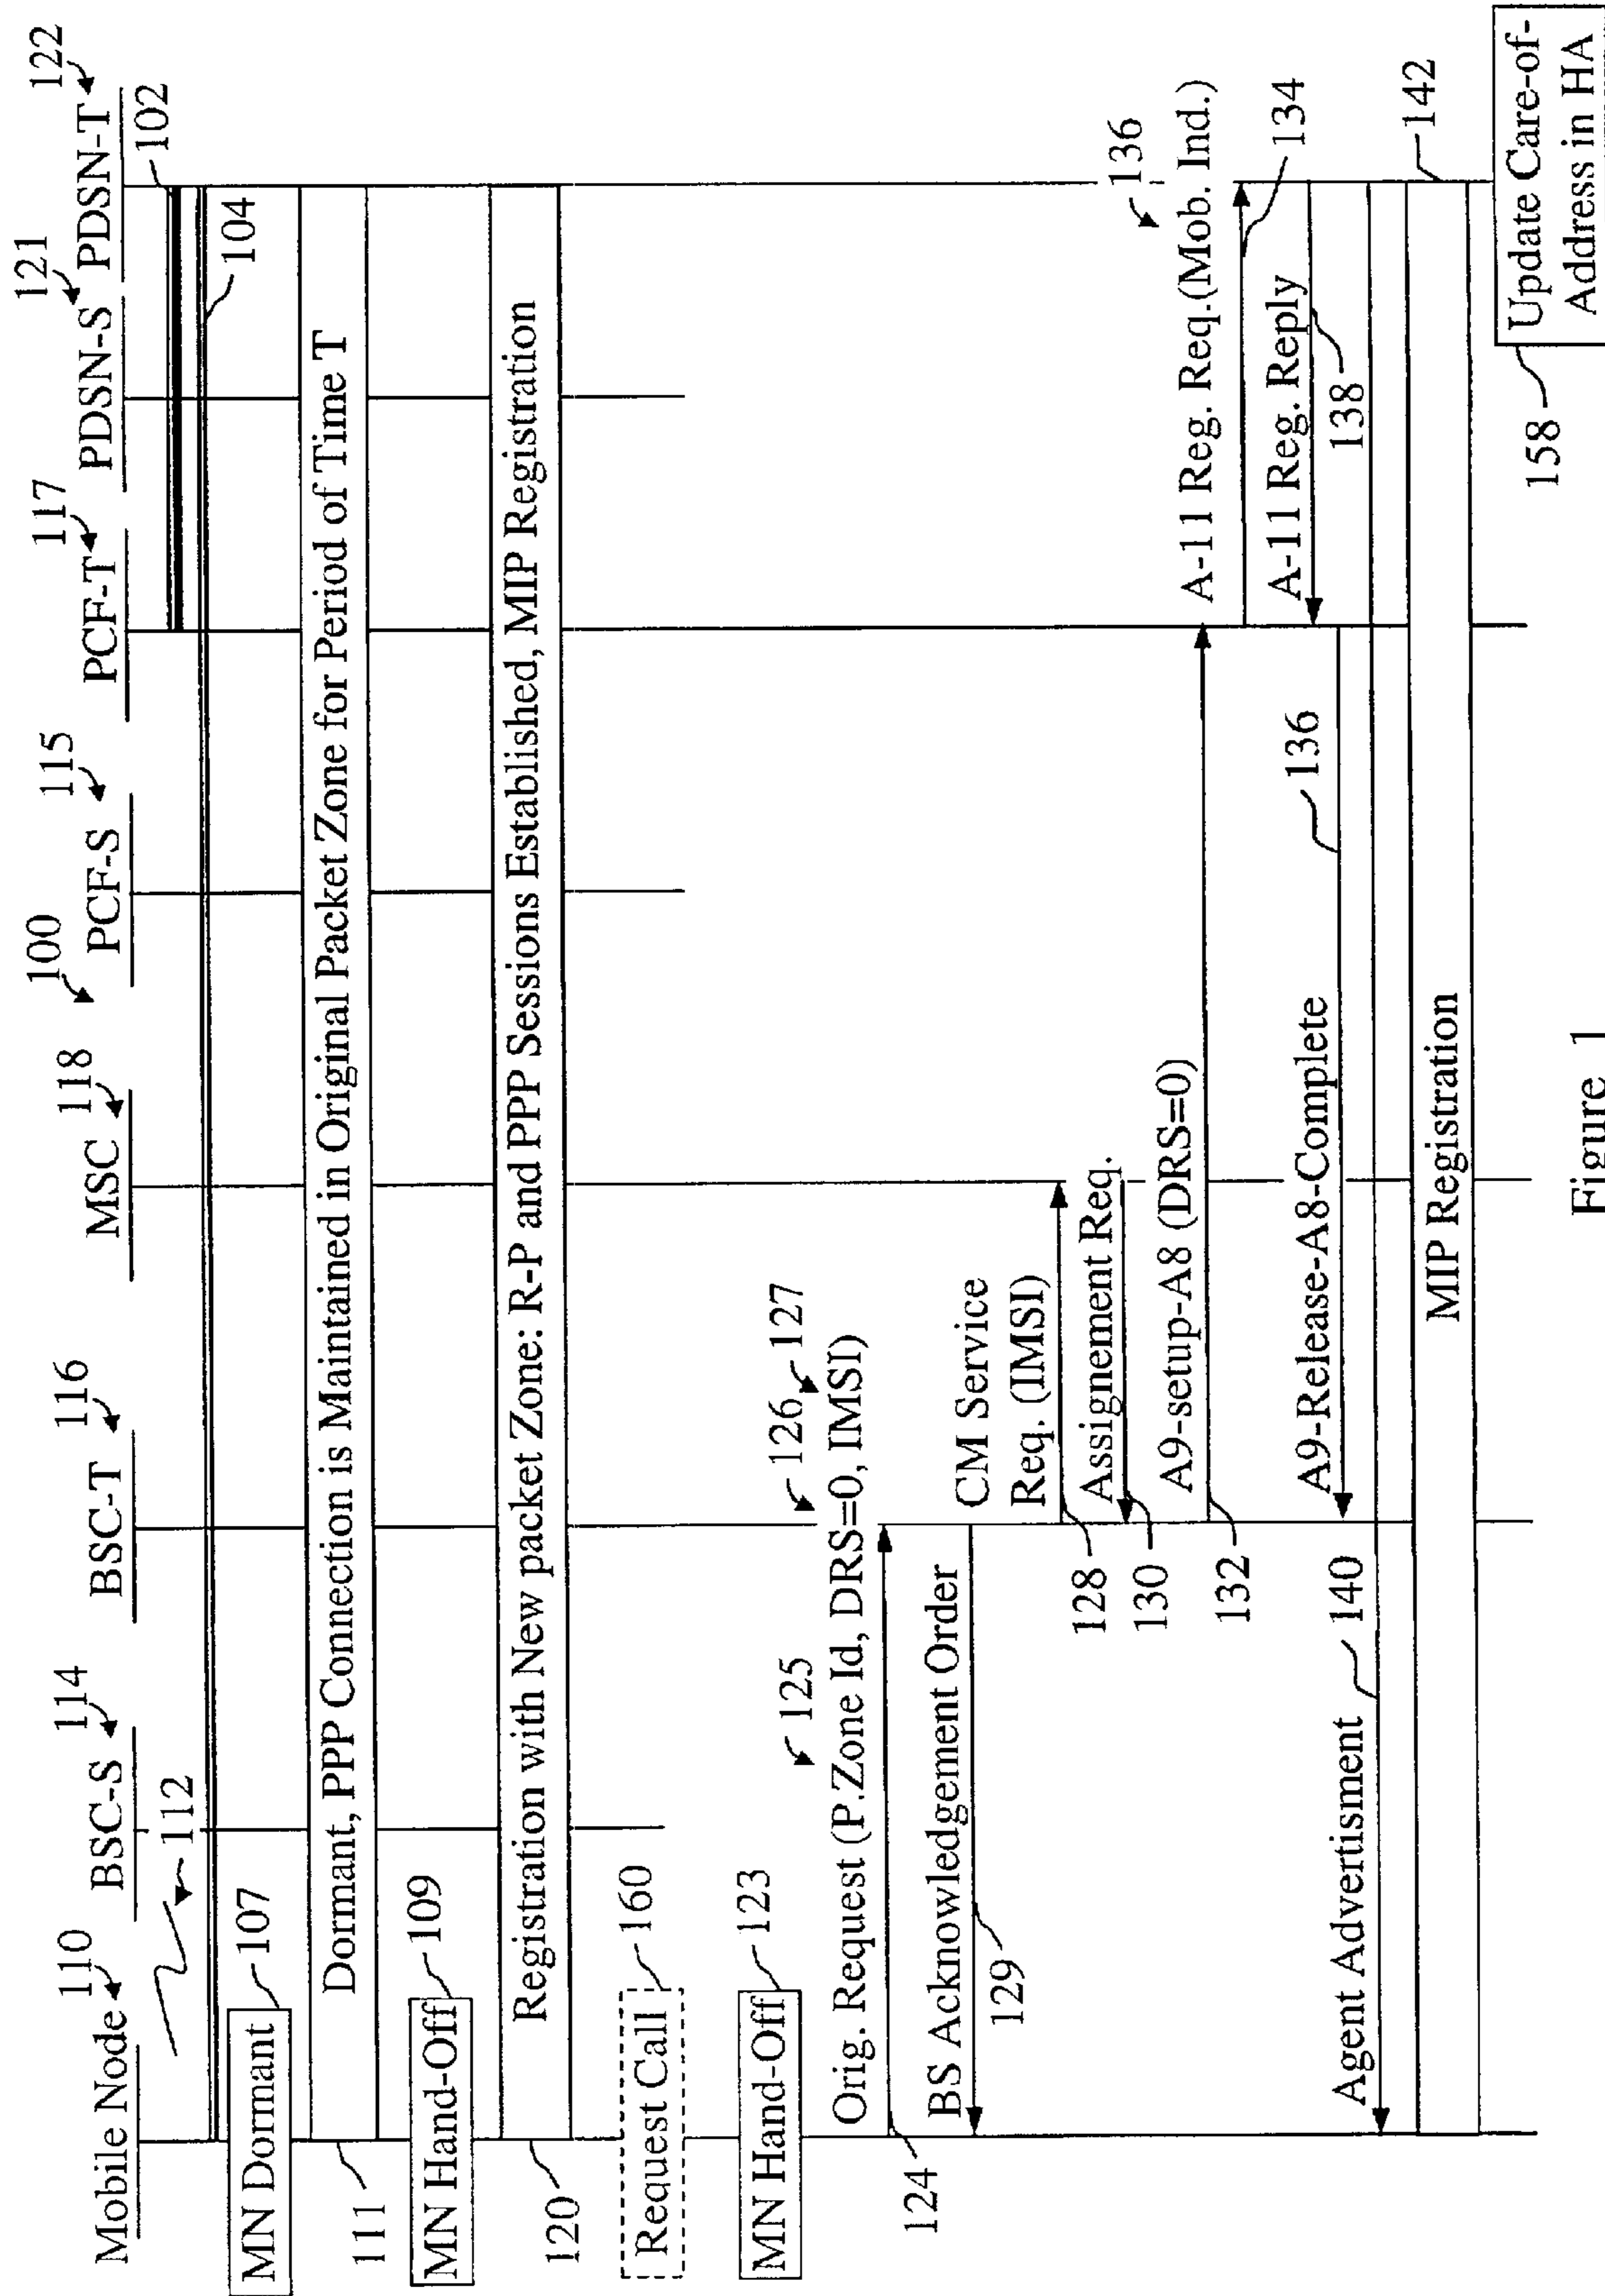 100
Mobile Node 110
BSC-S 114
BSC-T 116
MSC 118
PCF-S 115
PCF-T 117
PDSN-S 121
PDSN-T 122
112
102
104
MN Dormant 107
111 Dormant, PPP Connection is Maintained in Original Packet Zone for Period of Time T
MN Hand-Off 109
120 Registration with New packet Zone: R-P and PPP Sessions Established, MIP Registration
Request Call 160
MN Hand-Off 123
125 126 127
Orig. Request (P.Zone Id, DRS=0, IMSI)
124
BS Acknowledgement Order
129
CM Service
Req. (IMSI)
128
Assignement Req.
130
A9-setup-A8 (DRS=0)
132
136
A-11 Reg. Req.(Mob. Ind.)
134
A-11 Reg. Reply
138
A9-Release-A8-Complete 136
Agent Advertisment 140
MIP Registration 142
158 Update Care-of-
Address in HA
Figure 1